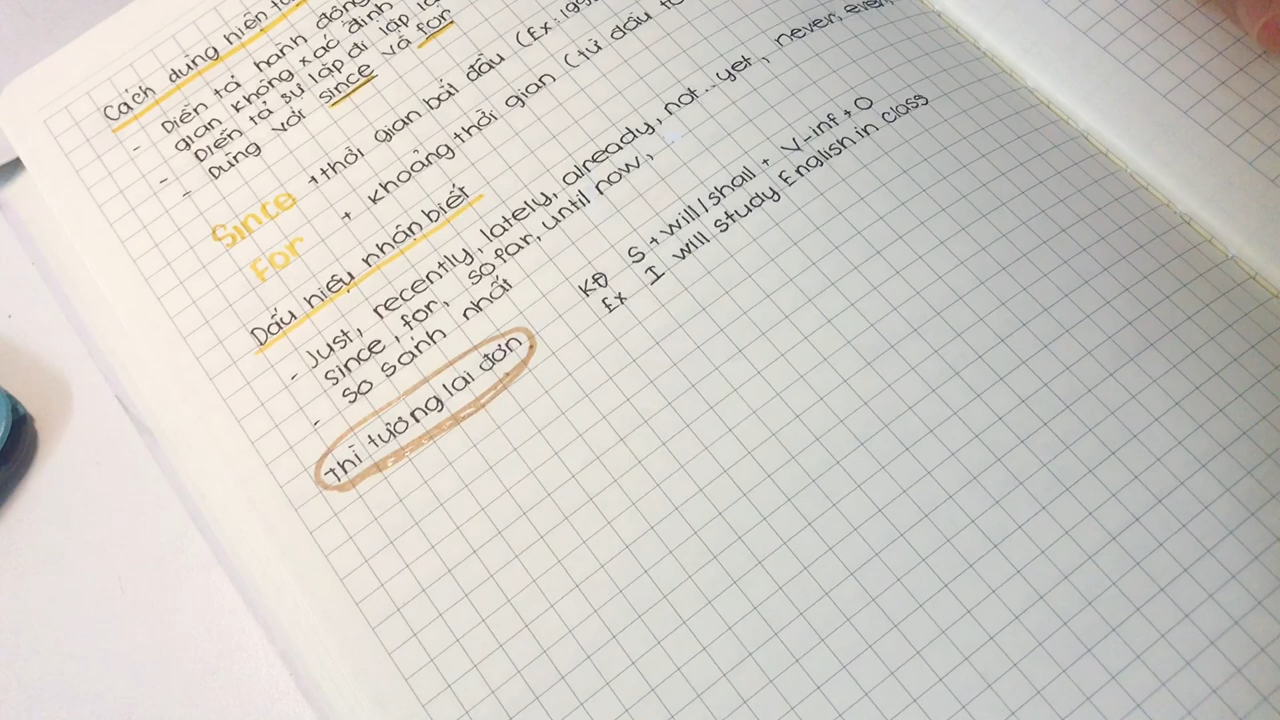 Cách dùng hiện
- Diễn tả hành động
gian không xác định
- Diễn tả sự lặp đi lặp
- Dùng với since và for
Since + thời gian bắt đầu (Ex:
For + khoảng thời gian (từ đầu
Dấu hiệu nhận biết
- Just, recently, lately, already, not...yet, never, ever,
since, for, so far, until now,
- so sánh nhất
Thì tương lai đơn
KĐ S + will/shall + V-inf + O
Ex I will study English in class